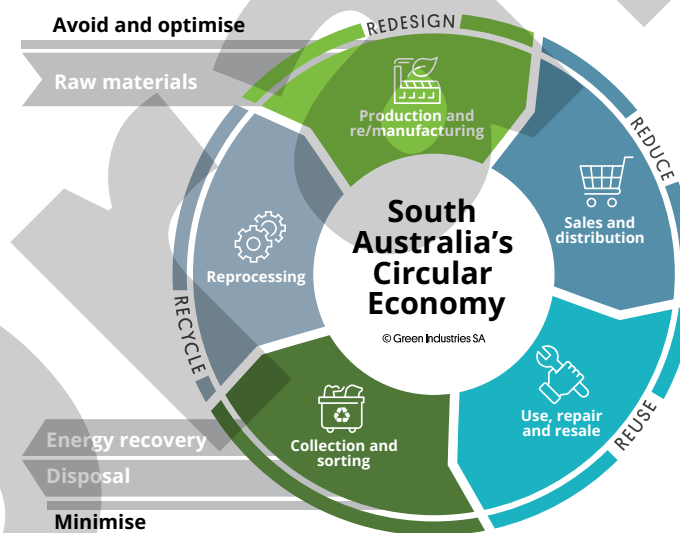 Avoid and optimise
Raw materials
REDESIGN
Production and
re/manufacturing
REDUCE
Sales and
distribution
South
Australia's
Circular
Economy
© Green Industries SA
Reprocessing
RECYCLE
Use, repair
and resale
REUSE
Collection and
sorting
Energy recovery
Disposal
Minimise